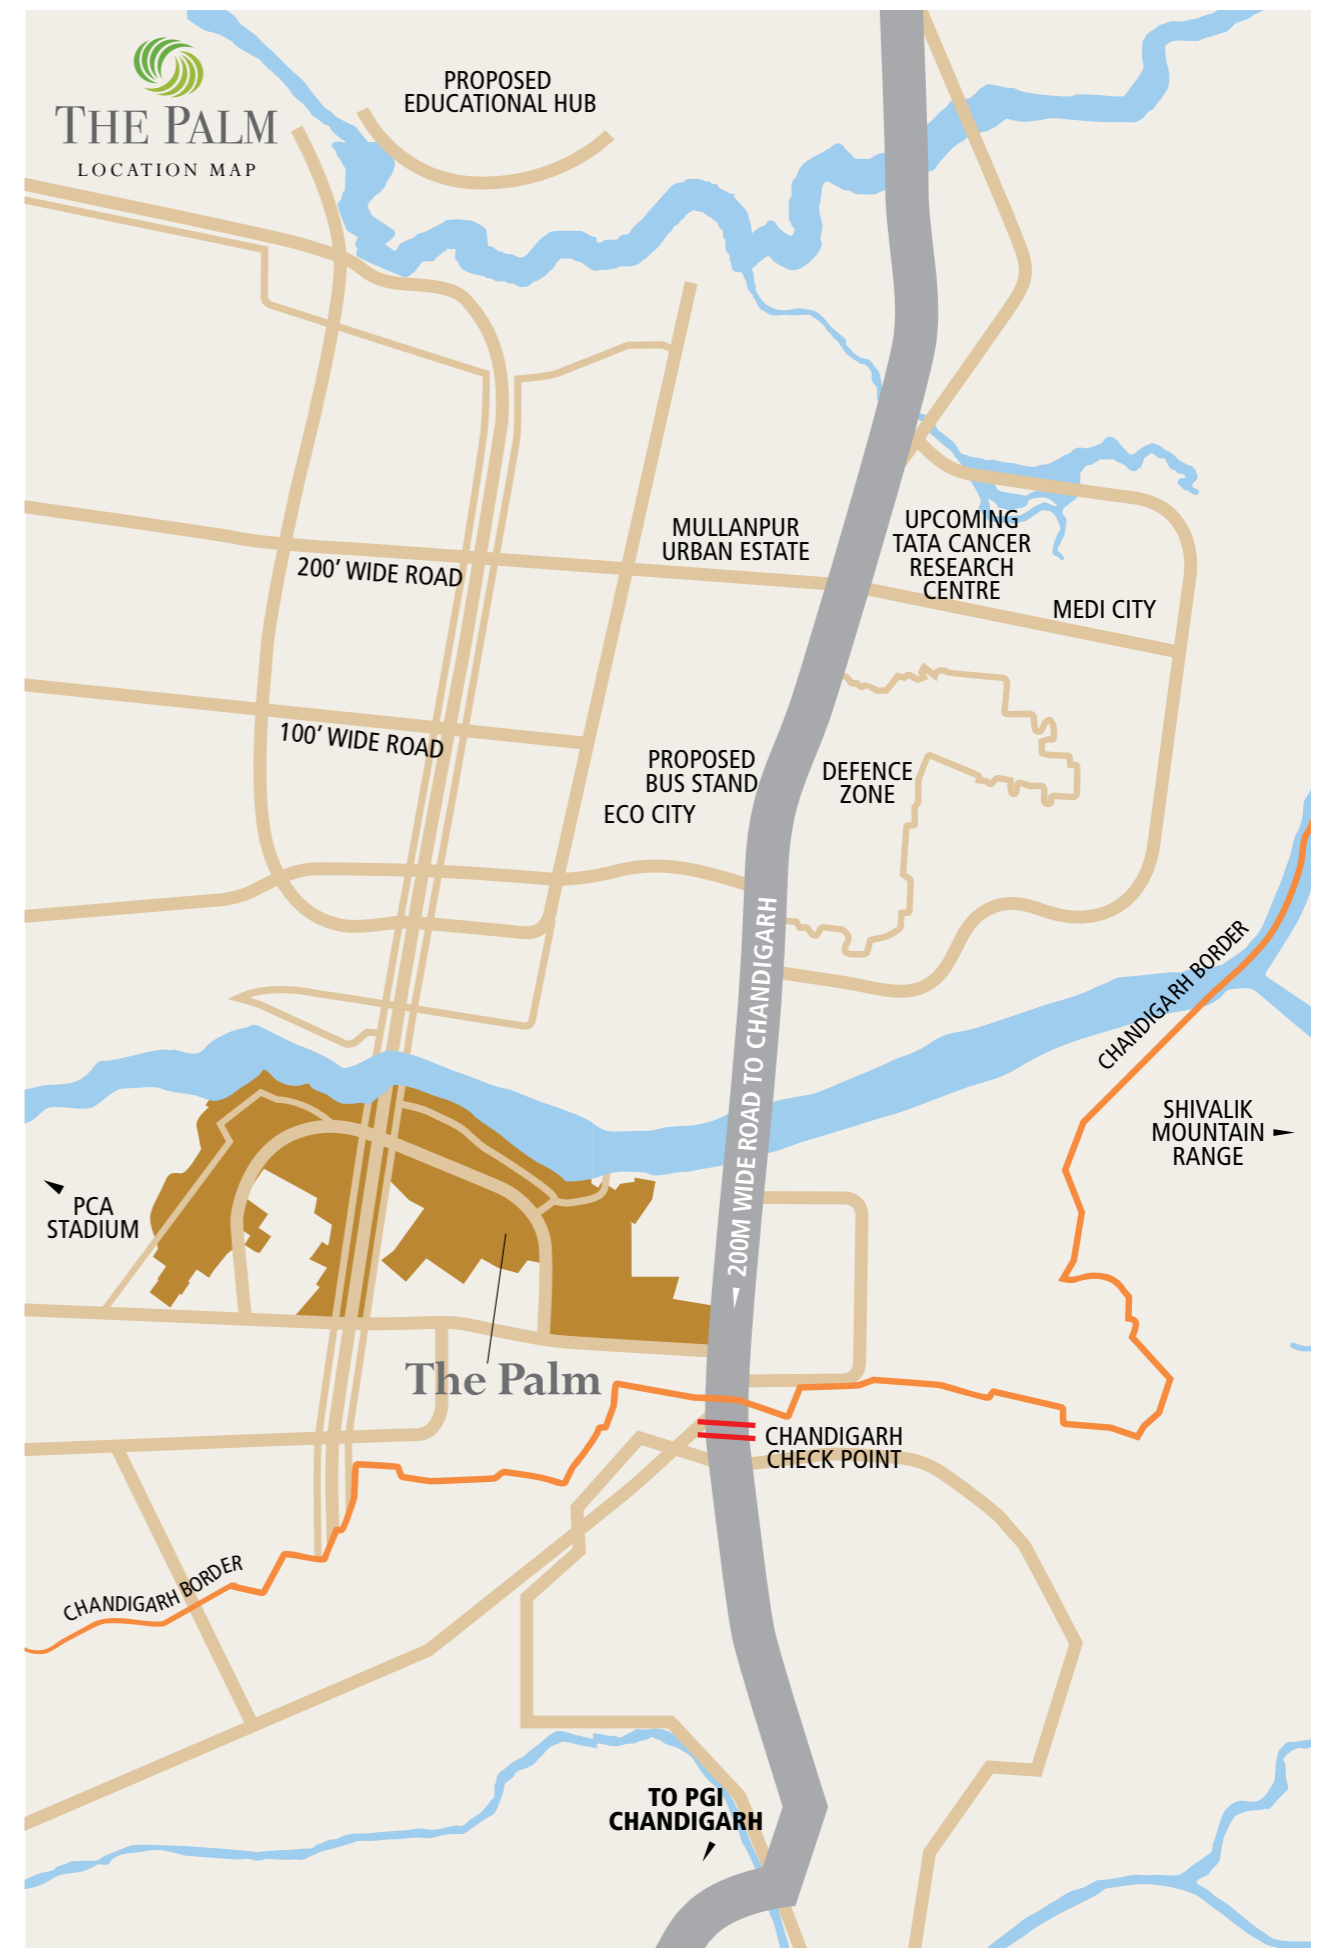 THE PALM
LOCATION MAP
PROPOSED
EDUCATIONAL HUB
MULLANPUR
URBAN ESTATE
UPCOMING
TATA CANCER
RESEARCH
CENTRE
MEDI CITY
200’ WIDE ROAD
100’ WIDE ROAD
PROPOSED
BUS STAND
ECO CITY
DEFENCE
ZONE
200M WIDE ROAD TO CHANDIGARH
CHANDIGARH BORDER
SHIVALIK
MOUNTAIN
RANGE
PCA
STADIUM
The Palm
CHANDIGARH
CHECK POINT
CHANDIGARH BORDER
TO PGI
CHANDIGARH